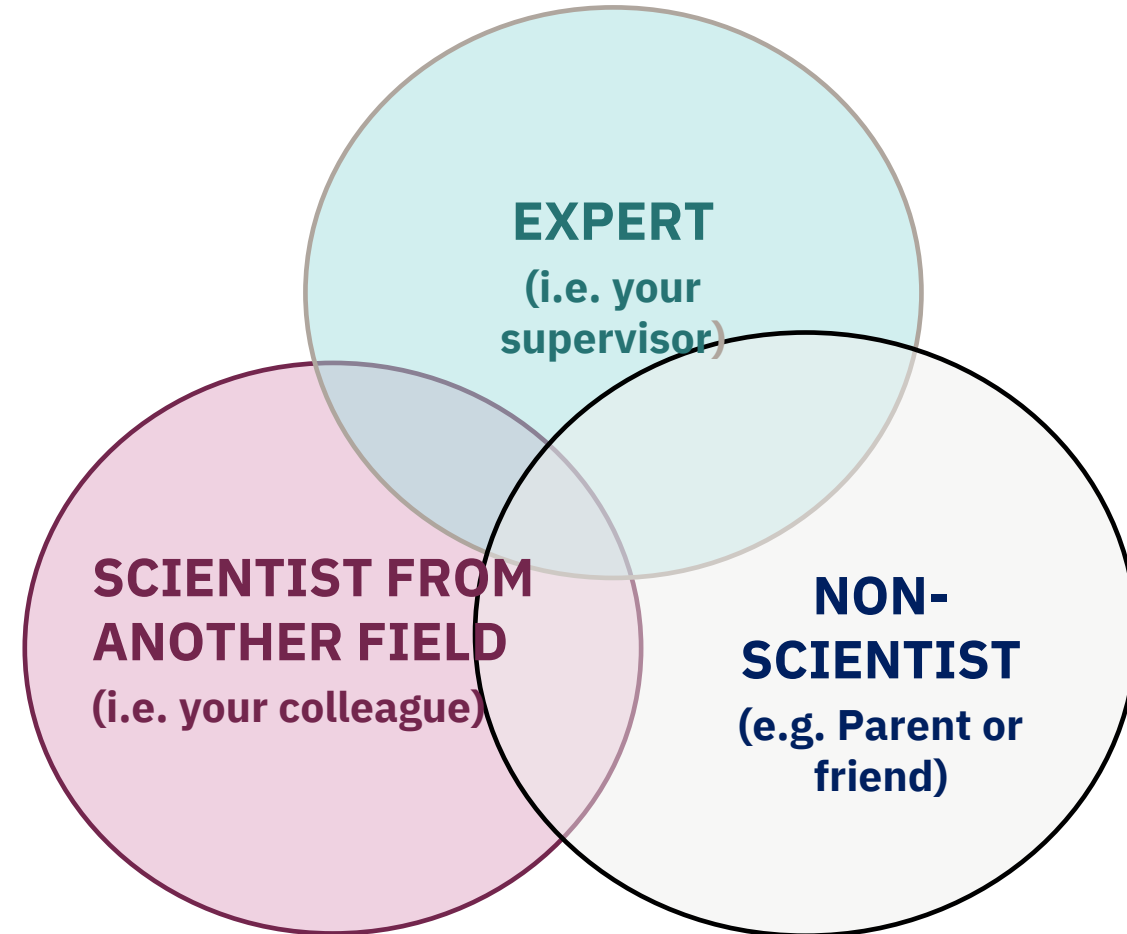 EXPERT
(i.e. your
supervisor)
SCIENTIST FROM
ANOTHER FIELD
(i.e. your colleague)
NON-
SCIENTIST
(e.g. Parent or
friend)